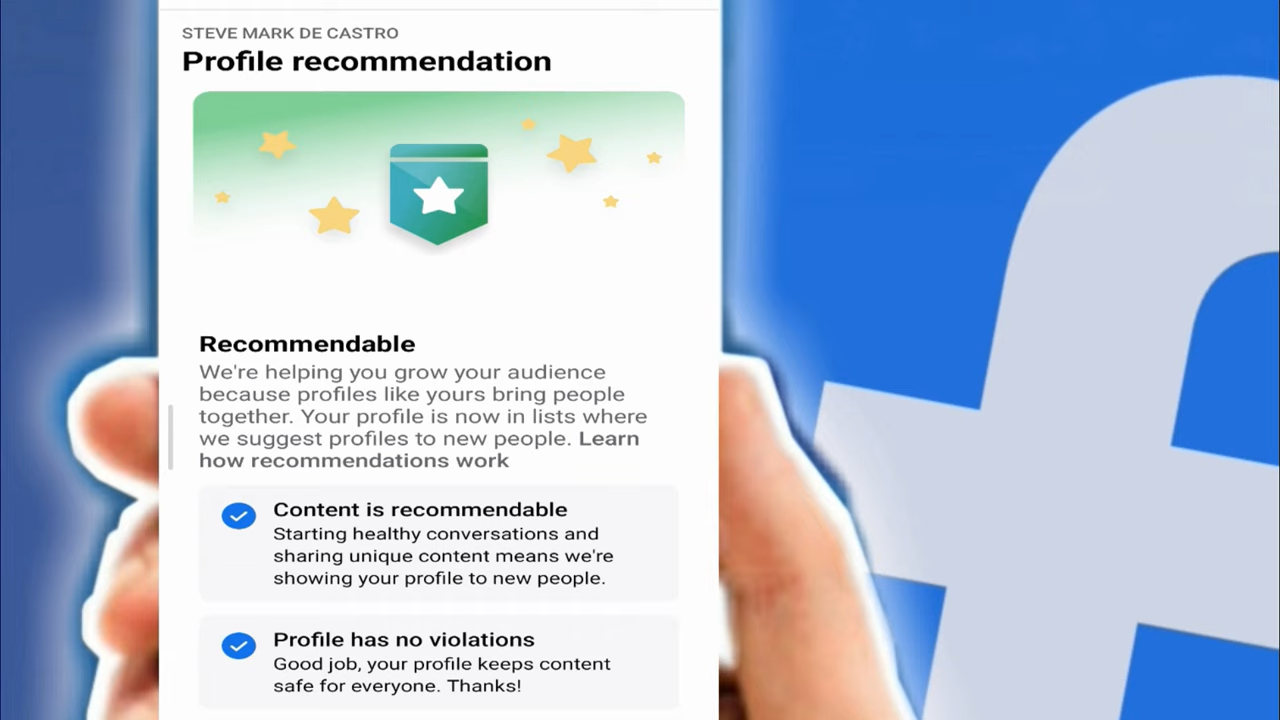 STEVE MARK DE CASTRO
Profile recommendation
Recommendable
We're helping you grow your audience
because profiles like yours bring people
together. Your profile is now in lists where
we suggest profiles to new people. Learn
how recommendations work
Content is recommendable
Starting healthy conversations and
sharing unique content means we're
showing your profile to new people.
Profile has no violations
Good job, your profile keeps content
safe for everyone. Thanks!